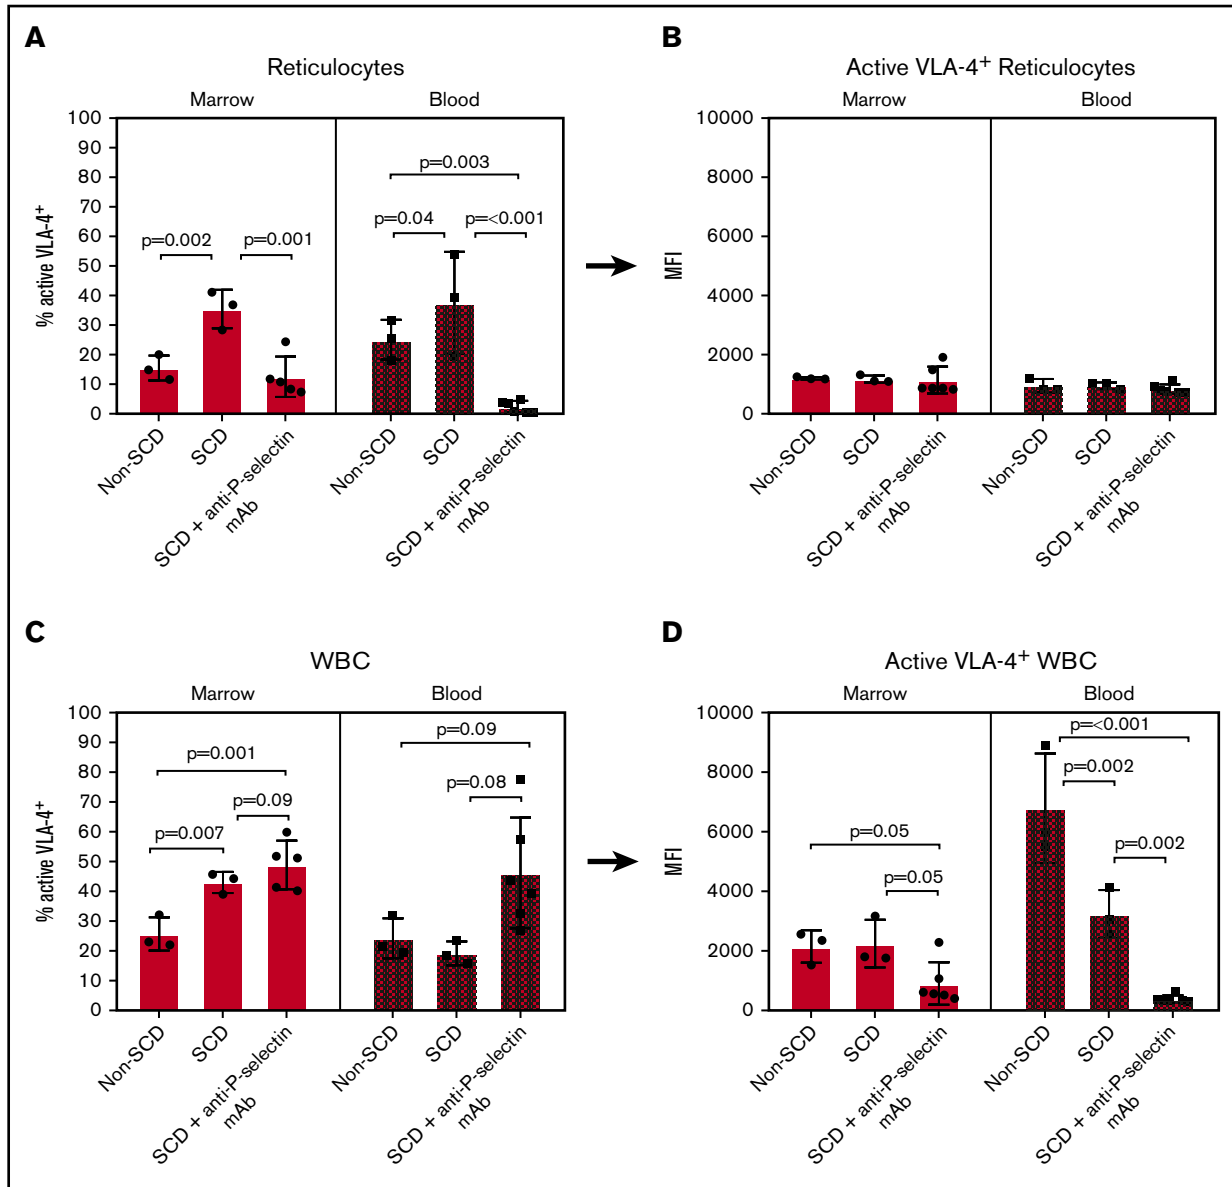 A
Reticulocytes
Marrow
Blood
% active VLA-4+
100
90
80
70
60
50
40
30
20
10
0
p=0.002
p=0.001
p=0.003
p=0.04
p=<0.001
Non-SCD
SCD
SCD + anti-P-selectin
mAb
Non-SCD
SCD
SCD + anti-P-selectin
mAb
B
Active VLA-4+ Reticulocytes
Marrow
Blood
MFI
10000
8000
6000
4000
2000
0
Non-SCD
SCD
SCD + anti-P-selectin
mAb
Non-SCD
SCD
SCD + anti-P-selectin
mAb
C
WBC
Marrow
Blood
% active VLA-4+
100
90
80
70
60
50
40
30
20
10
0
p=0.001
p=0.09
p=0.007
p=0.09
p=0.08
Non-SCD
SCD
SCD + anti-P-selectin
mAb
Non-SCD
SCD
SCD + anti-P-selectin
mAb
D
Active VLA-4+ WBC
Marrow
Blood
MFI
10000
8000
6000
4000
2000
0
p=0.05
p=0.05
p=<0.001
p=0.002
p=0.002
Non-SCD
SCD
SCD + anti-P-selectin
mAb
Non-SCD
SCD
SCD + anti-P-selectin
mAb